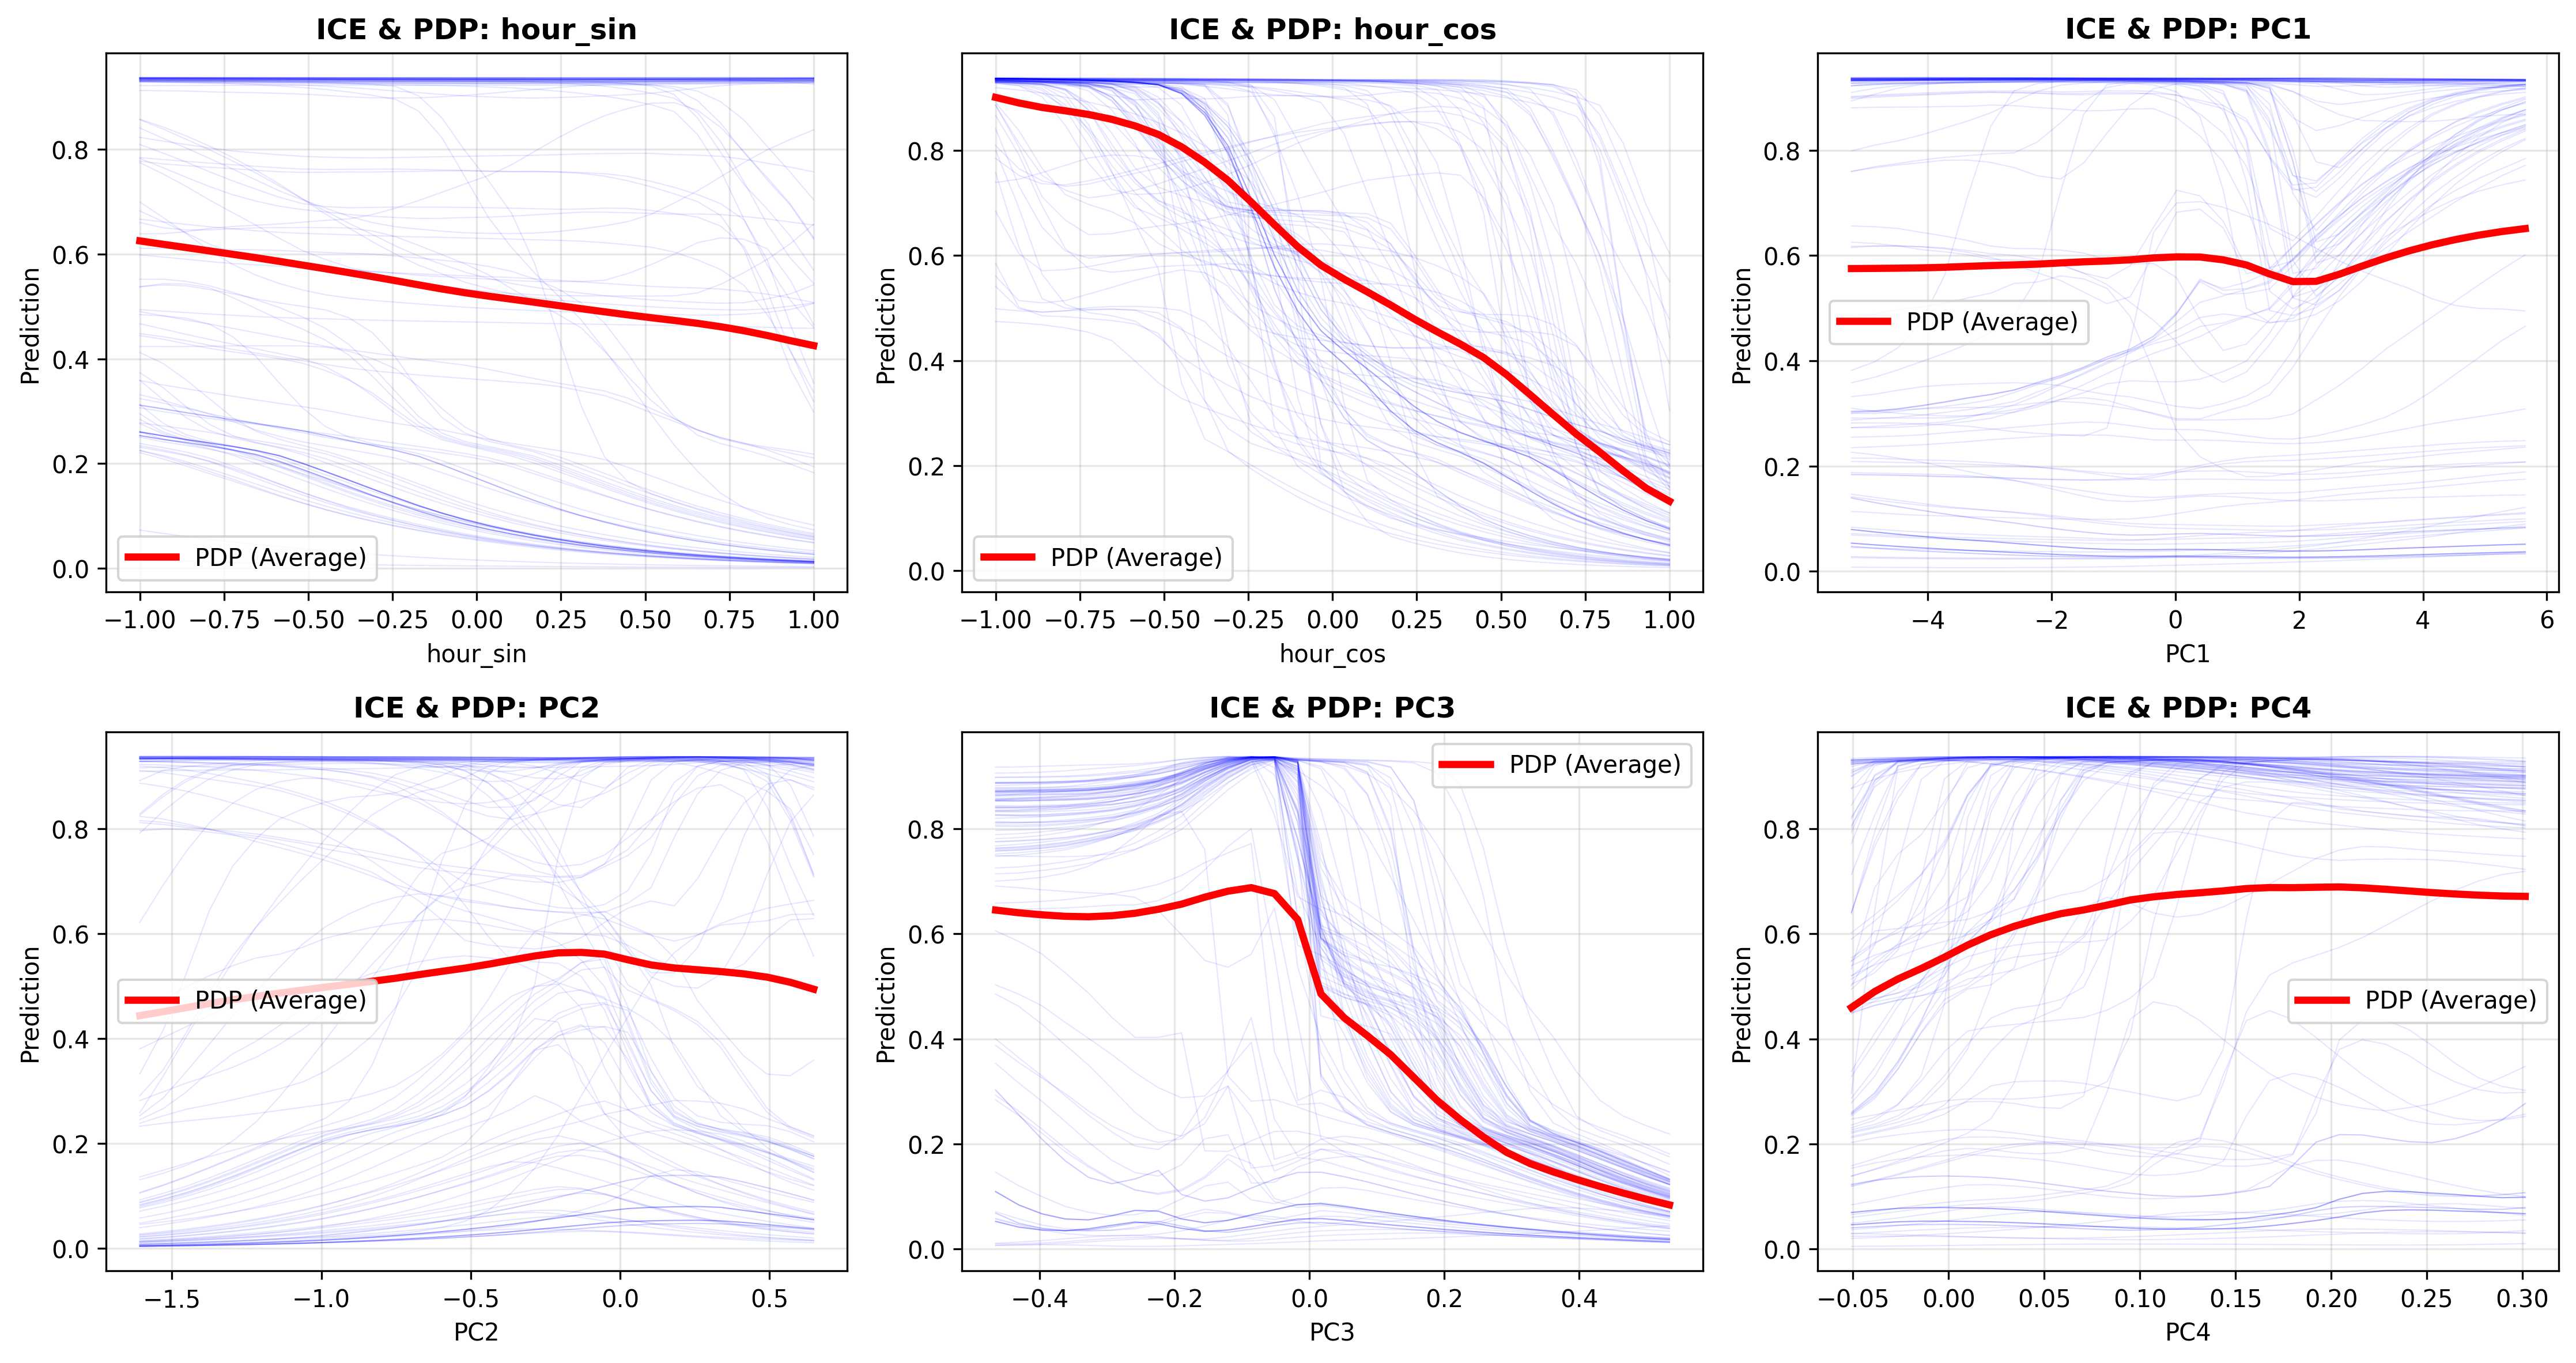 ICE & PDP: hour_sin
Prediction
0.8
0.6
0.4
0.2
0.0
PDP (Average)
−1.00 −0.75 −0.50 −0.25 0.00 0.25 0.50 0.75 1.00
hour_sin
ICE & PDP: hour_cos
Prediction
0.8
0.6
0.4
0.2
0.0
PDP (Average)
−1.00 −0.75 −0.50 −0.25 0.00 0.25 0.50 0.75 1.00
hour_cos
ICE & PDP: PC1
Prediction
0.8
0.6
0.4
0.2
0.0
PDP (Average)
−4 −2 0 2 4 6
PC1
ICE & PDP: PC2
Prediction
0.8
0.6
0.4
0.2
0.0
PDP (Average)
−1.5 −1.0 −0.5 0.0 0.5
PC2
ICE & PDP: PC3
Prediction
0.8
0.6
0.4
0.2
0.0
PDP (Average)
−0.4 −0.2 0.0 0.2 0.4
PC3
ICE & PDP: PC4
Prediction
0.8
0.6
0.4
0.2
0.0
PDP (Average)
−0.05 0.00 0.05 0.10 0.15 0.20 0.25 0.30
PC4